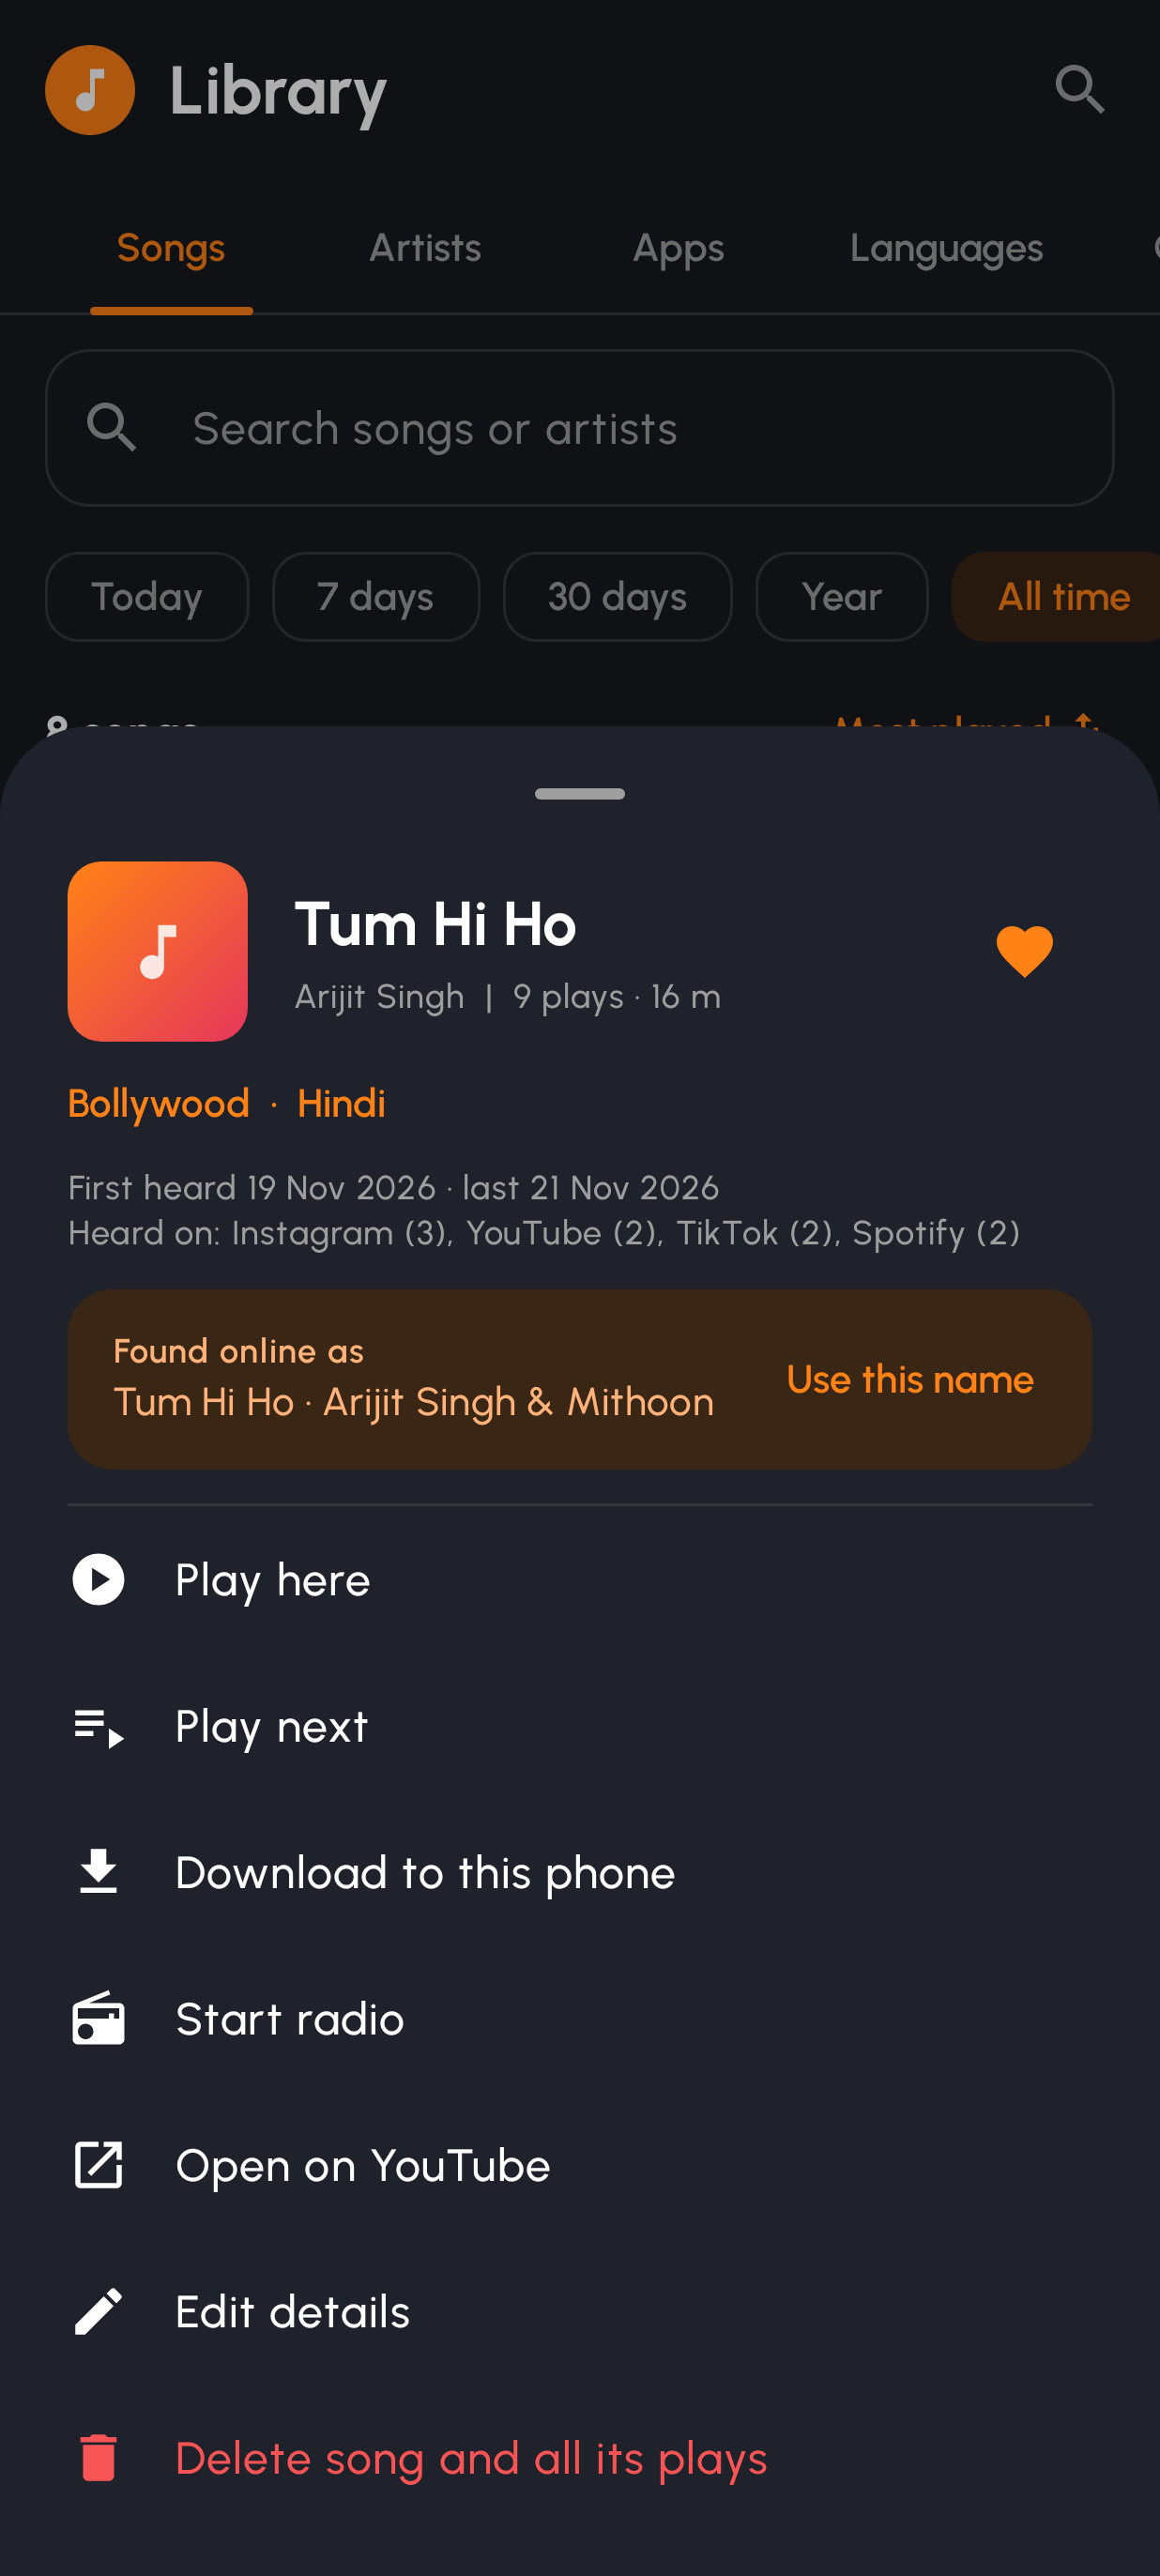 Library
Songs Artists Apps Languages
Search songs or artists
Today 7 days 30 days Year All time
8 songs Most played
Tum Hi Ho
Arijit Singh | 9 plays · 16 m
Bollywood · Hindi
First heard 19 Nov 2026 · last 21 Nov 2026
Heard on: Instagram (3), YouTube (2), TikTok (2), Spotify (2)
Found online as
Tum Hi Ho · Arijit Singh & Mithoon
Use this name
Play here
Play next
Download to this phone
Start radio
Open on YouTube
Edit details
Delete song and all its plays